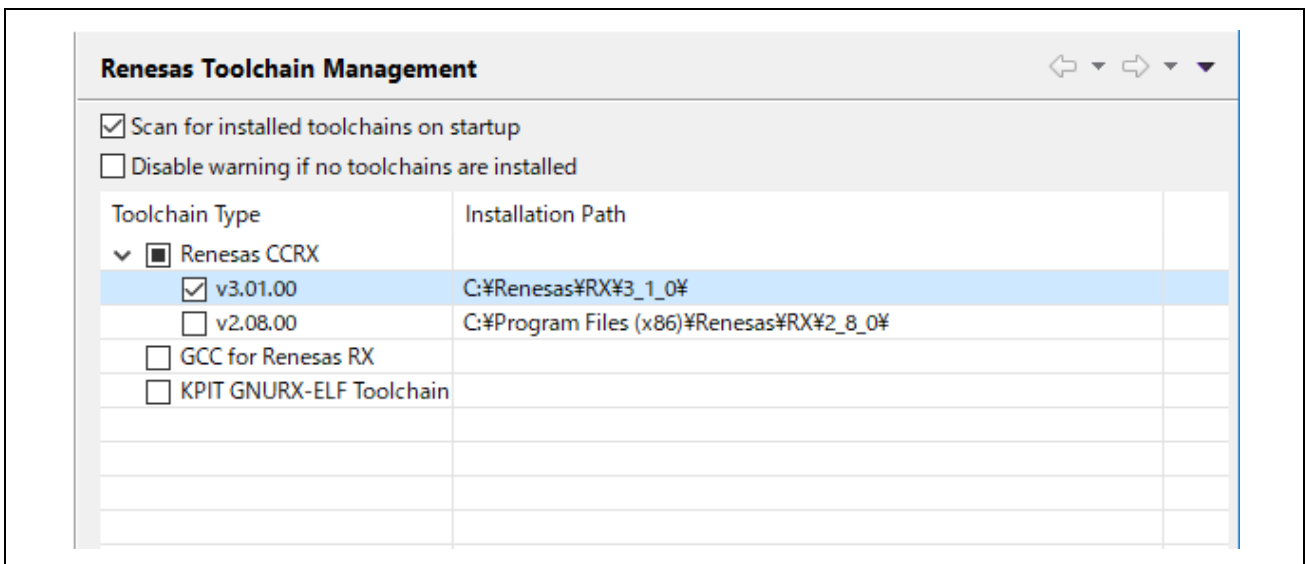 Renesas Toolchain Management
Scan for installed toolchains on startup
Disable warning if no toolchains are installed
Toolchain Type Installation Path
Renesas CCRX
v3.01.00 C:¥Renesas¥RX¥3_1_0¥
v2.08.00 C:¥Program Files (x86)¥Renesas¥RX¥2_8_0¥
GCC for Renesas RX
KPIT GNURX-ELF Toolchain